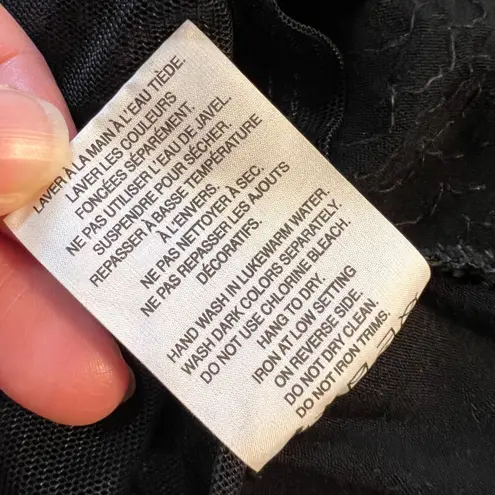 LAVER À LA MAIN À L'EAU TIÈDE.
LAVER LES COULEURS
FONCÉES SÉPARÉMENT.
NE PAS UTILISER L'EAU DE JAVEL.
SUSPENDRE POUR SÉCHER.
REPASSER À BASSE TEMPÉRATURE
À L'ENVERS.
NE PAS NETTOYER À SEC.
NE PAS REPASSER LES AJOUTS
DÉCORATIFS.
HAND WASH IN LUKEWARM WATER.
WASH DARK COLORS SEPARATELY.
DO NOT USE CHLORINE BLEACH.
HANG TO DRY.
IRON AT LOW SETTING
ON REVERSE SIDE.
DO NOT DRY CLEAN.
DO NOT IRON TRIMS.